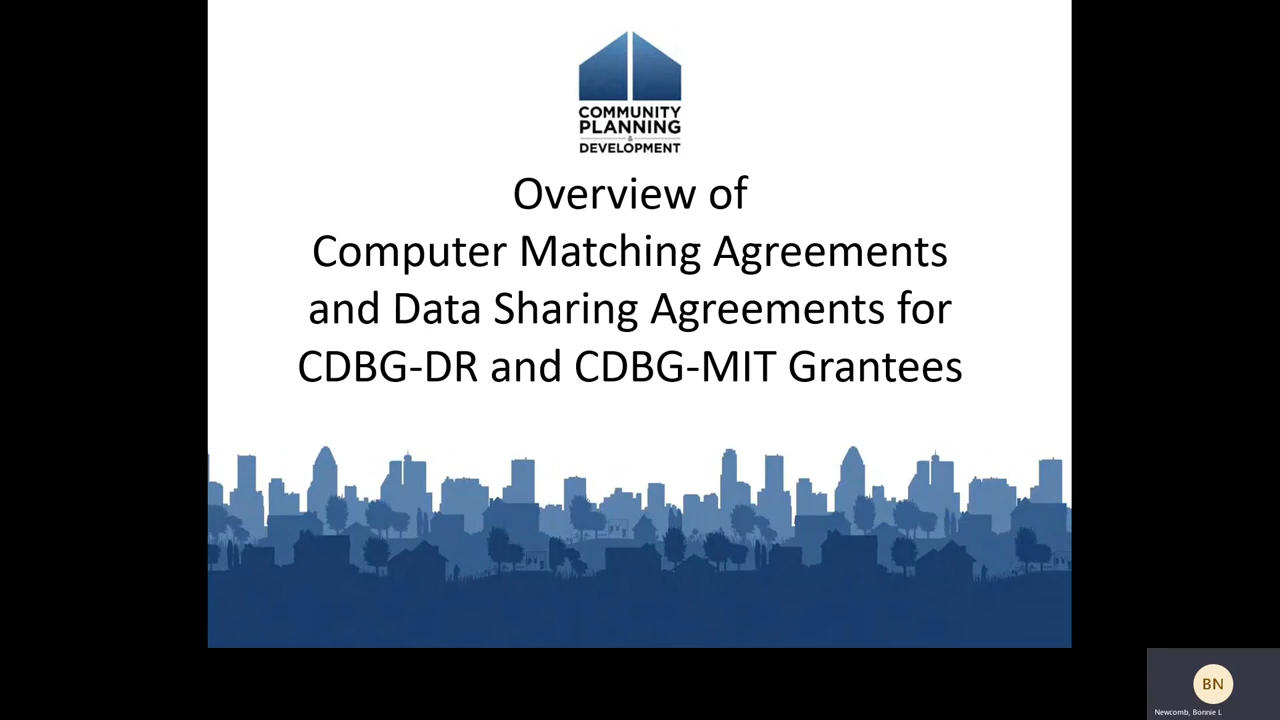 COMMUNITY
PLANNING
&
DEVELOPMENT
Overview of
Computer Matching Agreements
and Data Sharing Agreements for
CDBG-DR and CDBG-MIT Grantees
BN
Newcomb, Bonnie L